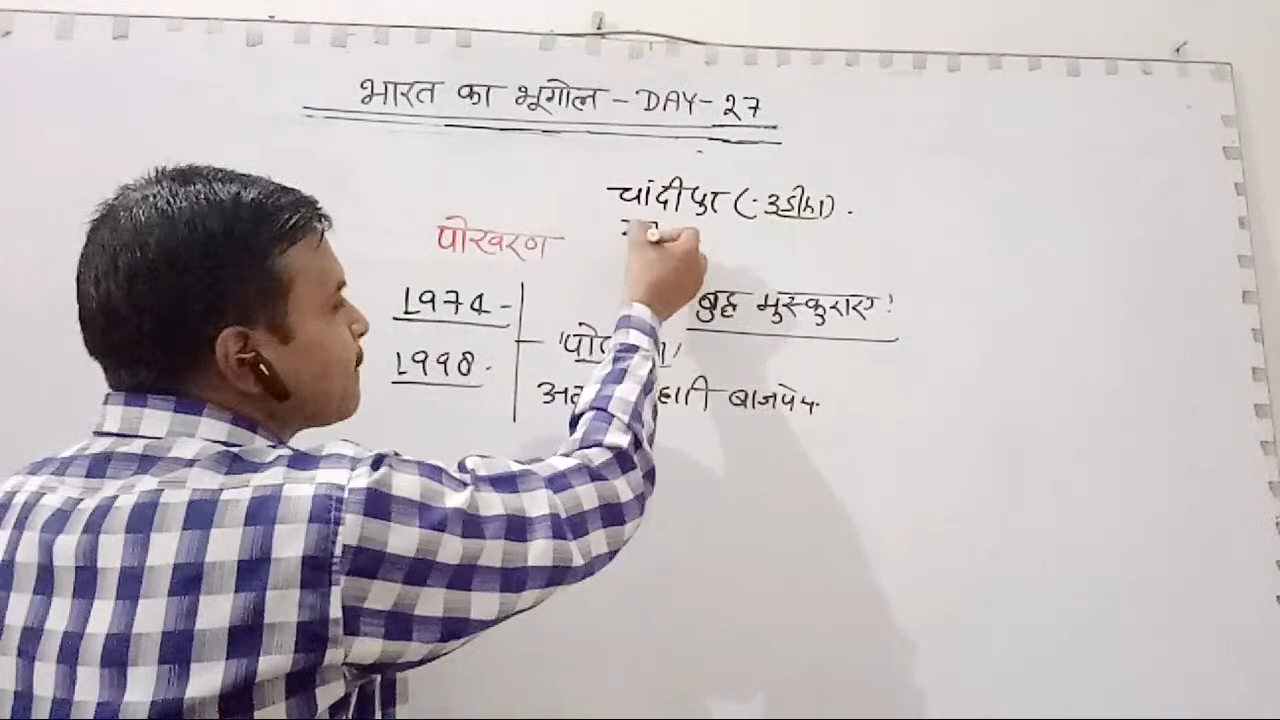 भारत का भूगोल - DAY - 27
चांदीपुर (उडीसा).
पोखरण
1974 -
बुद्ध मुस्कुराए!
1998.
बाजपेय